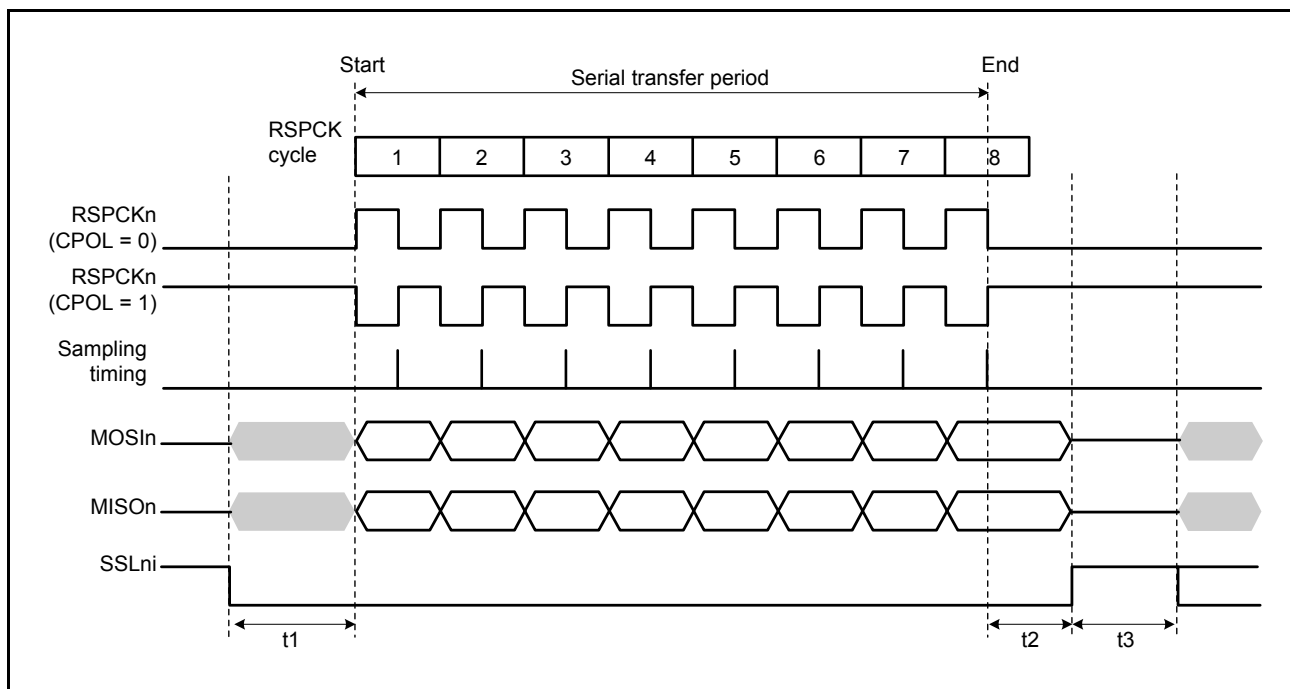 Start
End
Serial transfer period
RSPCK
cycle
1 2 3 4 5 6 7 8
RSPCKn
(CPOL = 0)
RSPCKn
(CPOL = 1)
Sampling
timing
MOSIn
MISOn
SSLni
t1
t2
t3